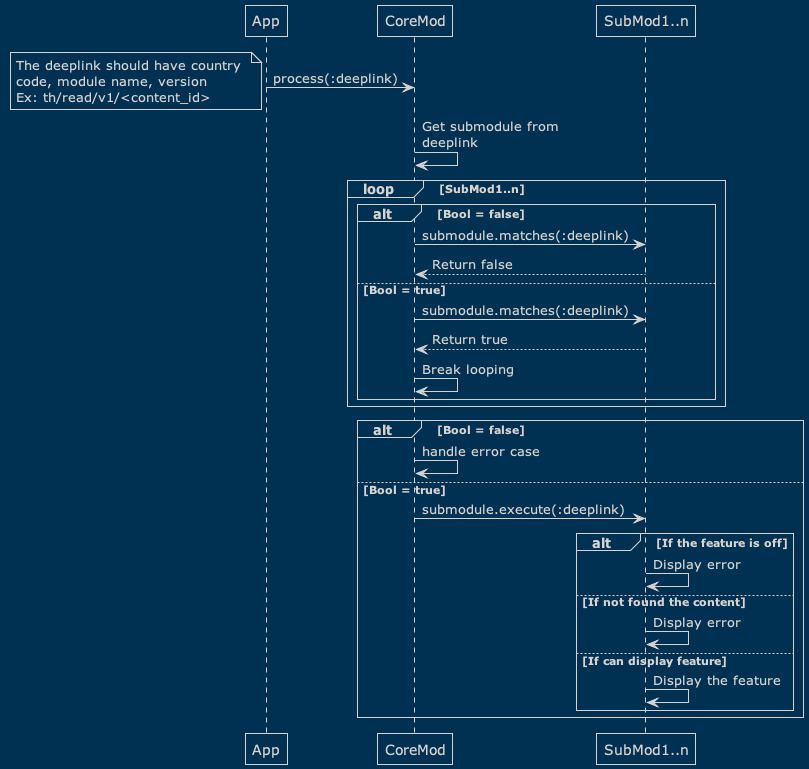 App
CoreMod
SubMod1..n
The deeplink should have country
code, module name, version
Ex: th/read/v1/<content_id>
process(:deeplink)
Get submodule from
deeplink
loop
[SubMod1..n]
alt
[Bool = false]
submodule.matches(:deeplink)
Return false
[Bool = true]
submodule.matches(:deeplink)
Return true
Break looping
alt
[Bool = false]
handle error case
[Bool = true]
submodule.execute(:deeplink)
alt
[If the feature is off]
Display error
[If not found the content]
Display error
[If can display feature]
Display the feature
App
CoreMod
SubMod1..n